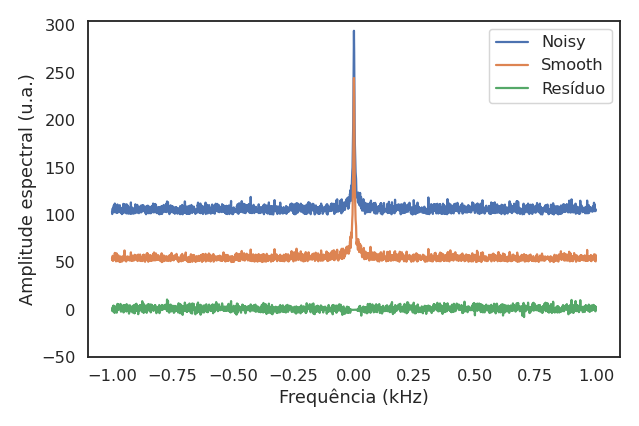 300
250
200
150
100
50
0
−50
Amplitude espectral (u.a.)
Noisy
Smooth
Resíduo
−1.00 −0.75 −0.50 −0.25 0.00 0.25 0.50 0.75 1.00
Frequência (kHz)